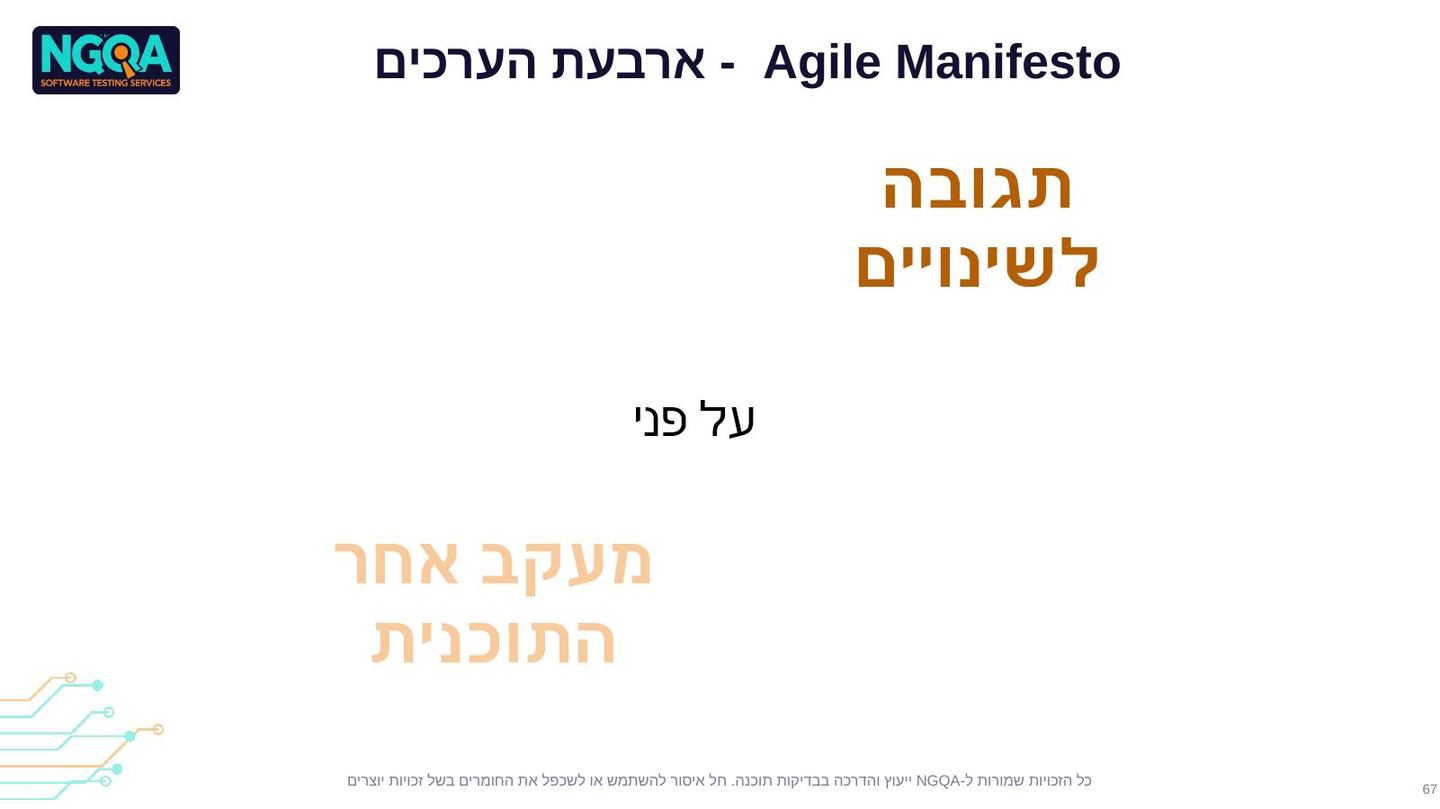 NGQA
SOFTWARE TESTING SERVICES
Agile Manifesto - ארבעת הערכים
תגובה
לשינויים
על פני
מעקב אחר
התוכנית
כל הזכויות שמורות ל-NGQA ייעוץ והדרכה בבדיקות תוכנה. חל איסור להשתמש או לשכפל את החומרים בשל זכויות יוצרים
67